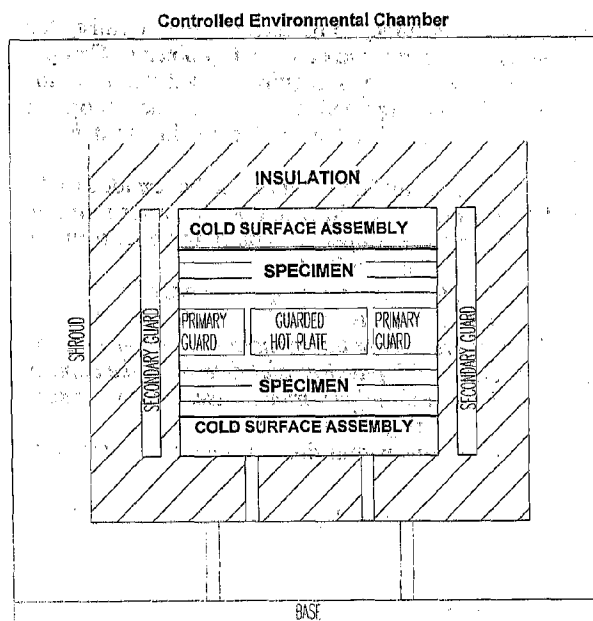 Controlled Environmental Chamber
INSULATION
COLD SURFACE ASSEMBLY
SPECIMEN
PRIMARY
GUARD
GUARDED
HOT PLATE
PRIMARY
GUARD
SHROUD
SECONDARY GUARD
SECONDARY GUARD
SPECIMEN
COLD SURFACE ASSEMBLY
BASE